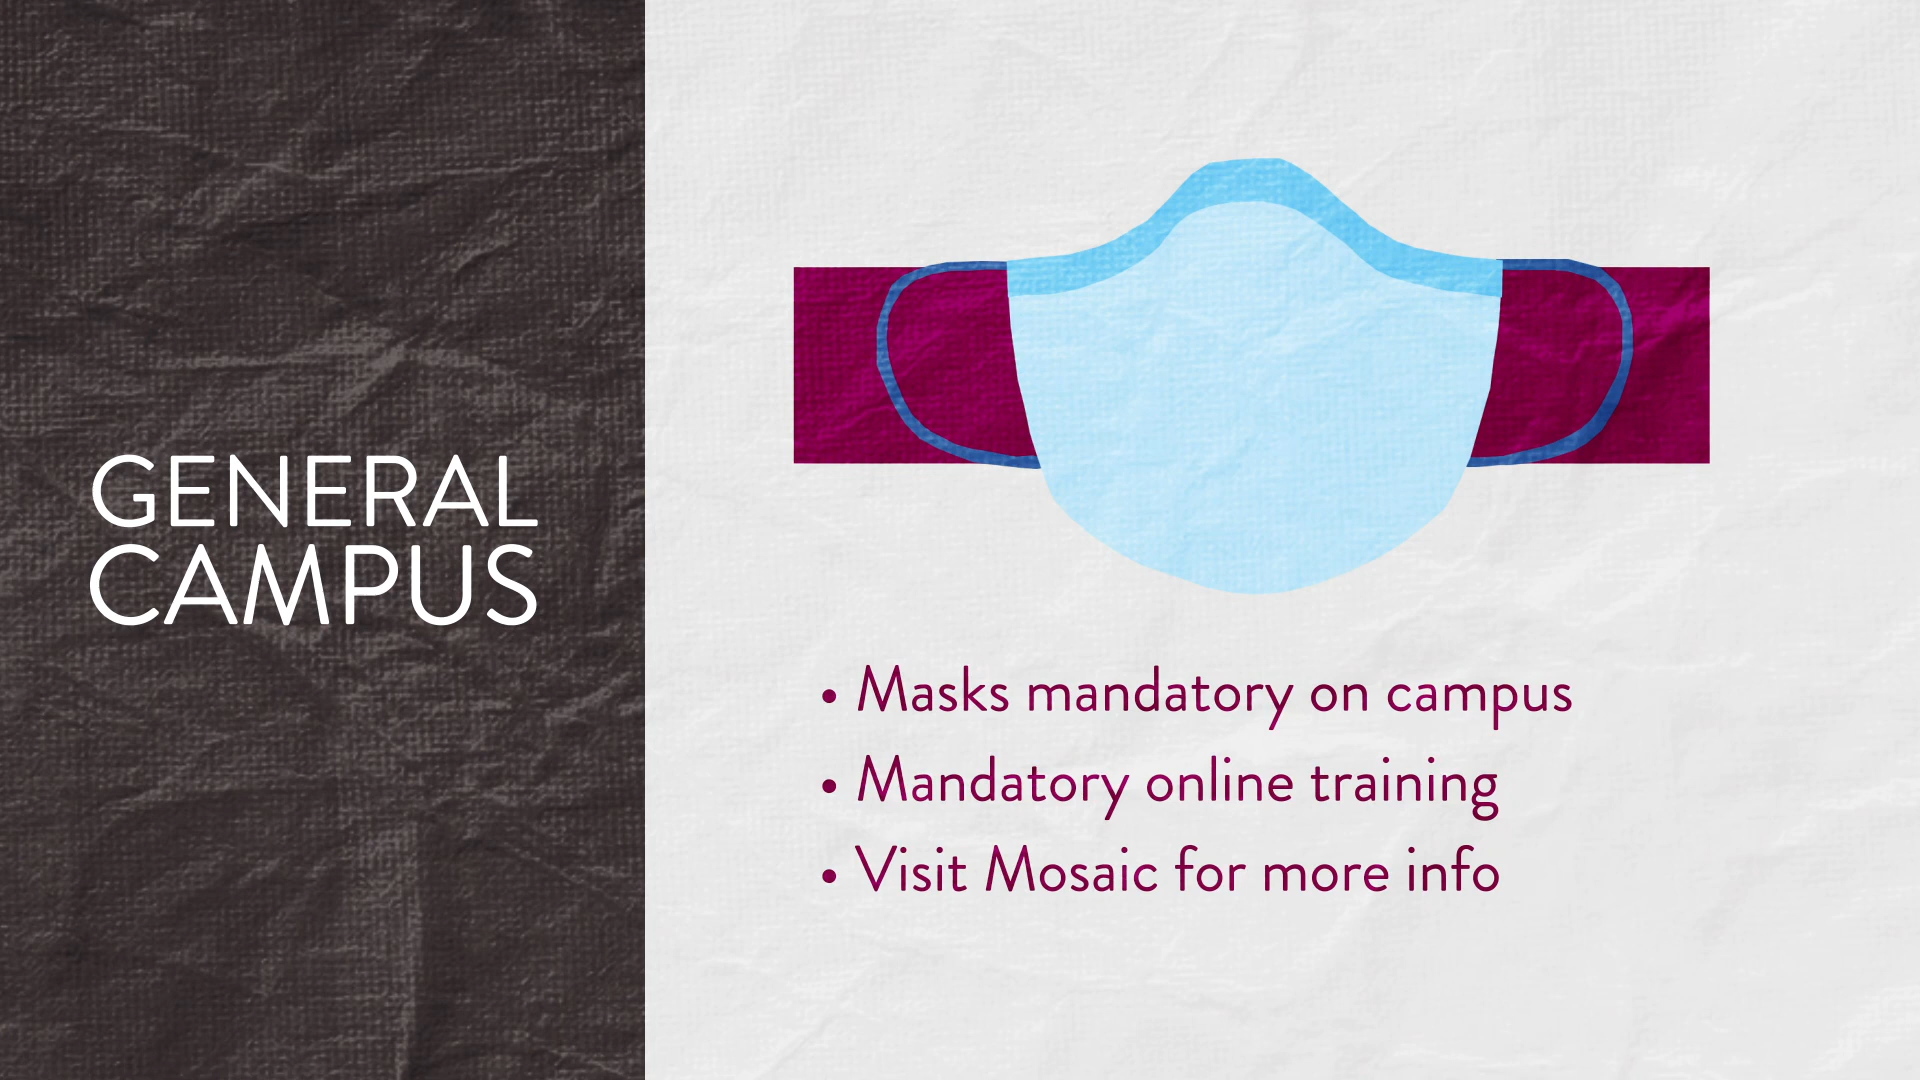 GENERAL
CAMPUS
• Masks mandatory on campus
• Mandatory online training
• Visit Mosaic for more info